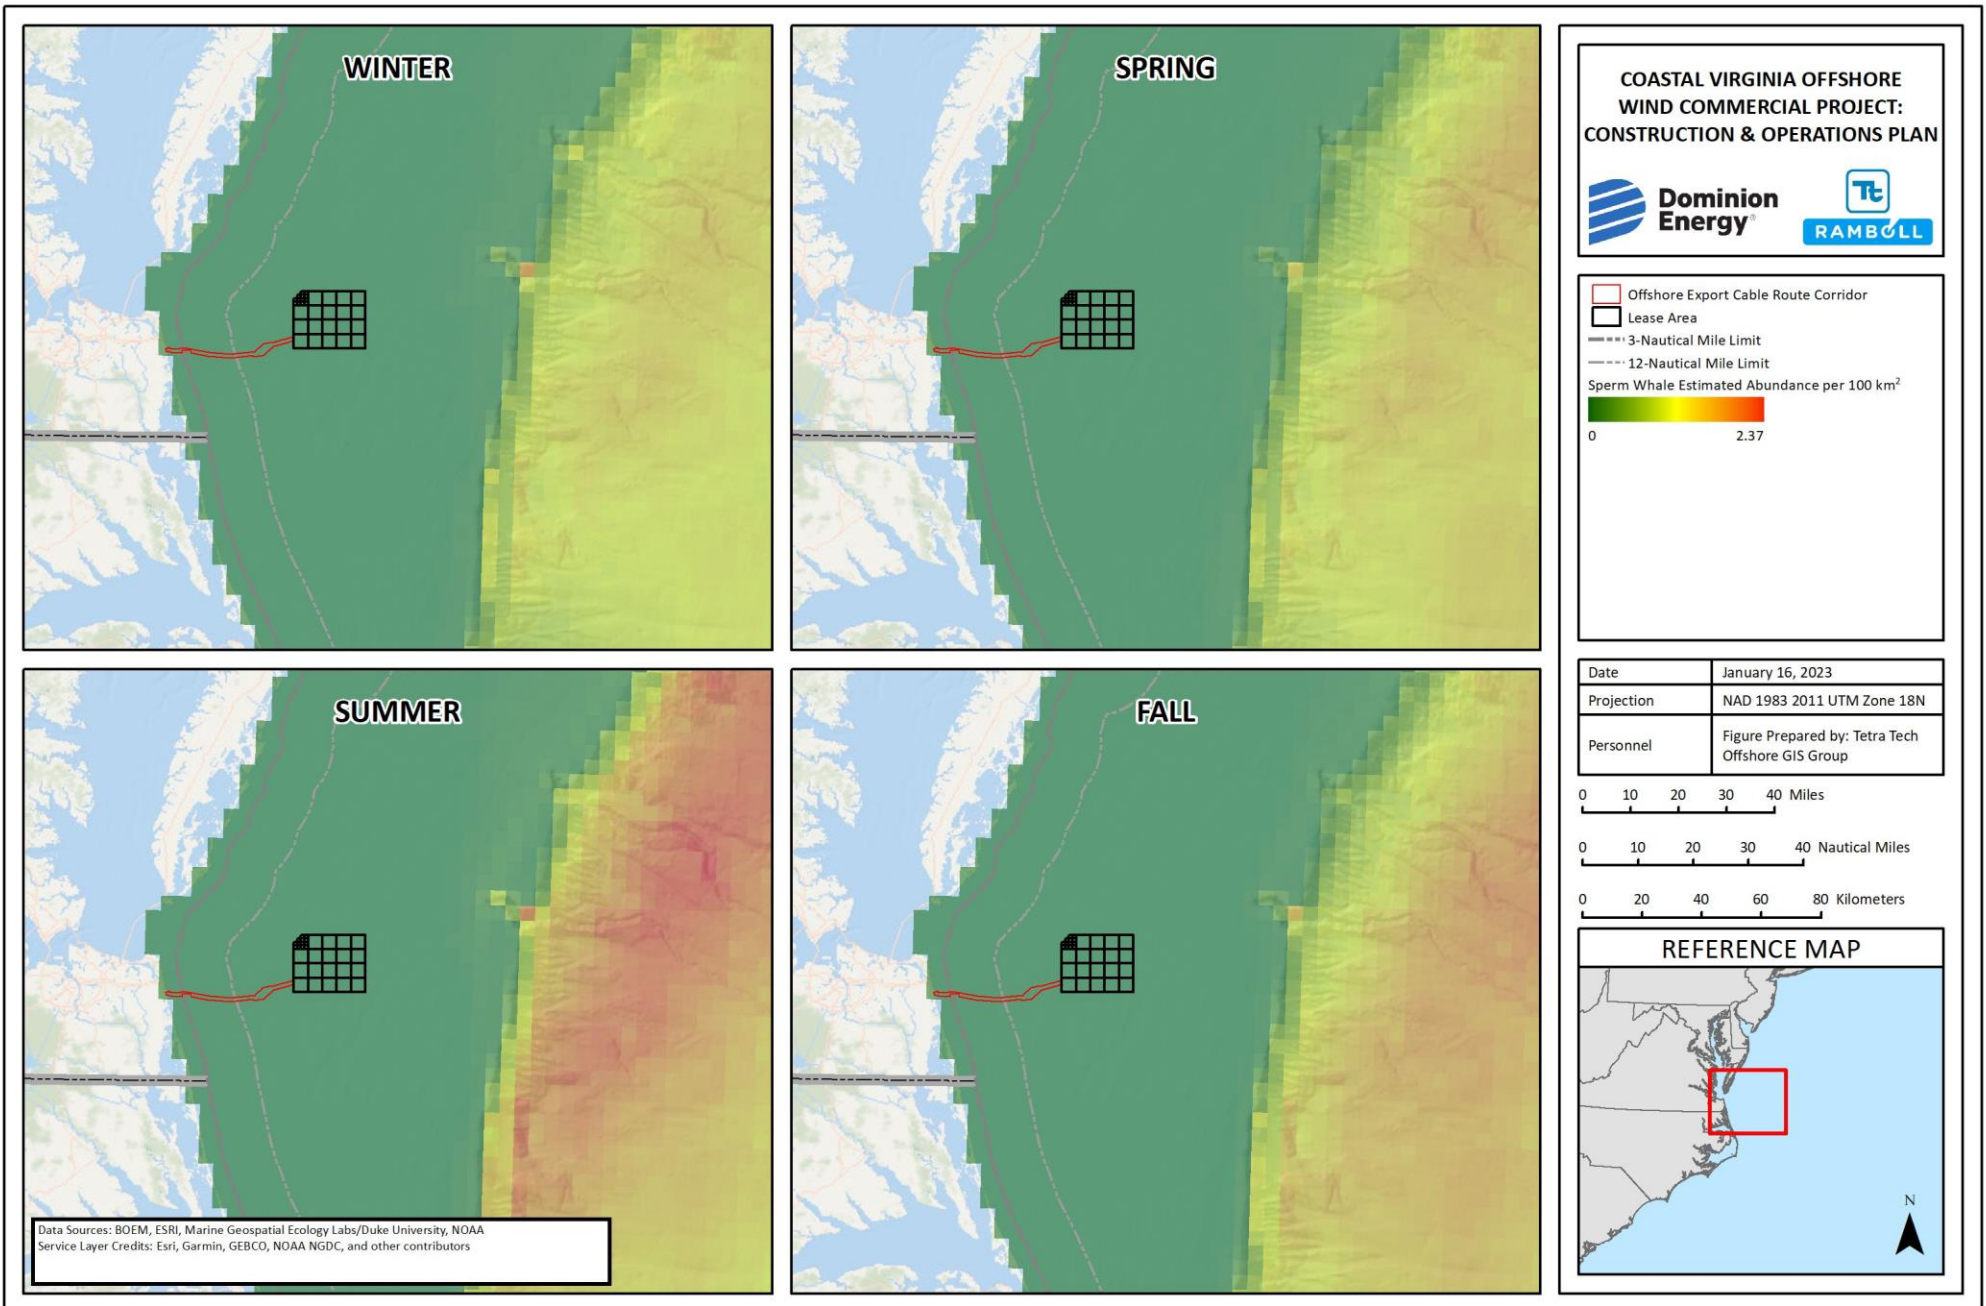 WINTER
SPRING
SUMMER
FALL
Data Sources: BOEM, ESRI, Marine Geospatial Ecology Labs/Duke University, NOAA
Service Layer Credits: Esri, Garmin, GEBCO, NOAA NGDC, and other contributors
COASTAL VIRGINIA OFFSHORE
WIND COMMERCIAL PROJECT:
CONSTRUCTION & OPERATIONS PLAN
Dominion
Energy®
Tt
RAMBOLL
Offshore Export Cable Route Corridor
Lease Area
3-Nautical Mile Limit
12-Nautical Mile Limit
Sperm Whale Estimated Abundance per 100 km²
0 2.37
Date January 16, 2023
Projection NAD 1983 2011 UTM Zone 18N
Personnel Figure Prepared by: Tetra Tech
Offshore GIS Group
0 10 20 30 40 Miles
0 10 20 30 40 Nautical Miles
0 20 40 60 80 Kilometers
REFERENCE MAP
N